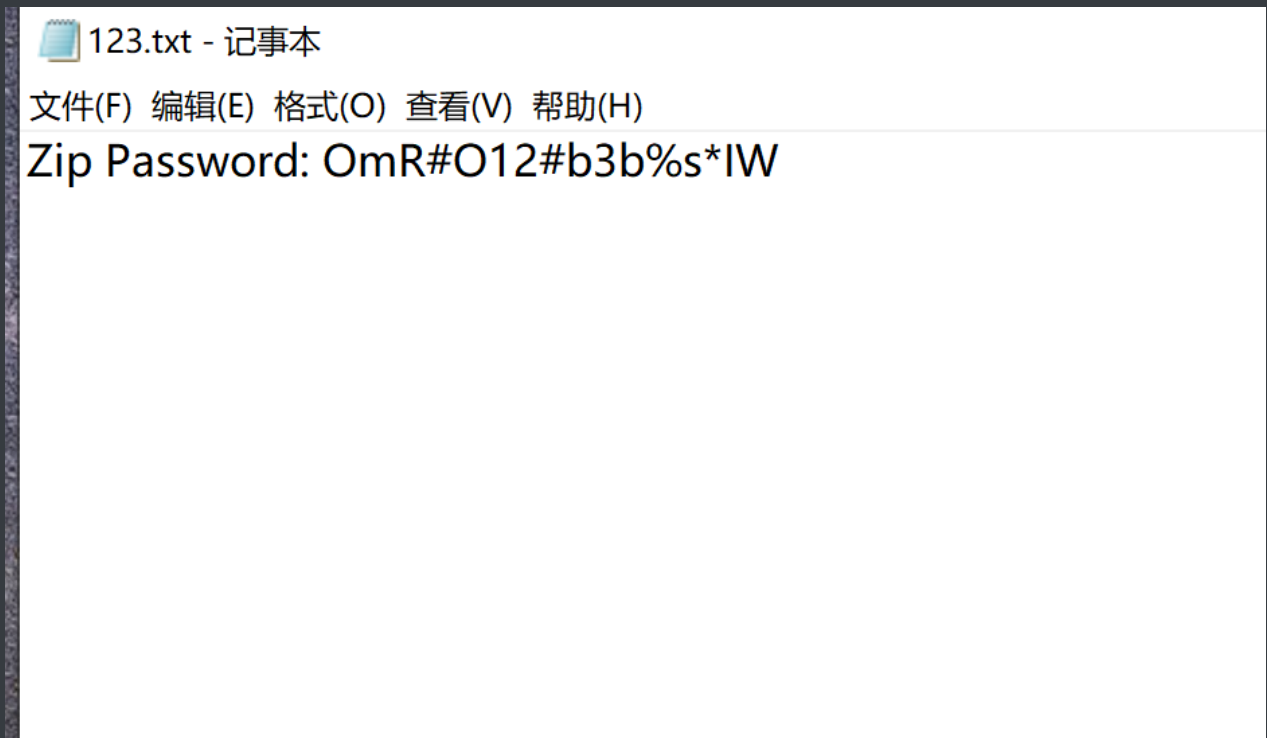 123.txt - 记事本
文件(F) 编辑(E) 格式(O) 查看(V) 帮助(H)
Zip Password: OmR#O12#b3b%s*IW